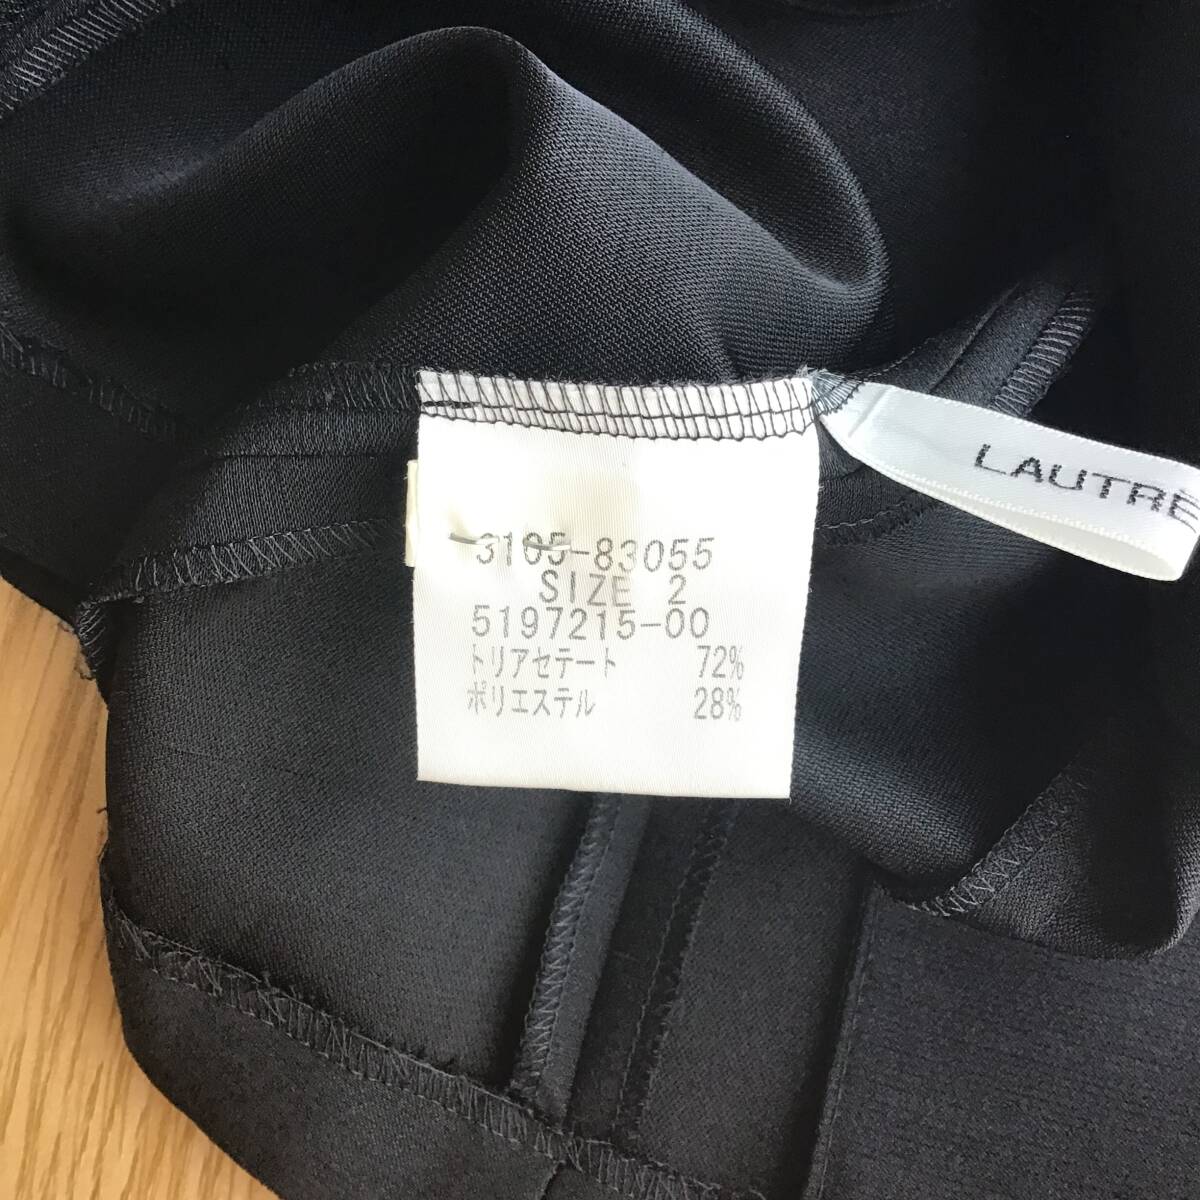 3105-83055
SIZE 2
5197215-00
トリアセテート 72%
ポリエステル 28%
LAUTRE